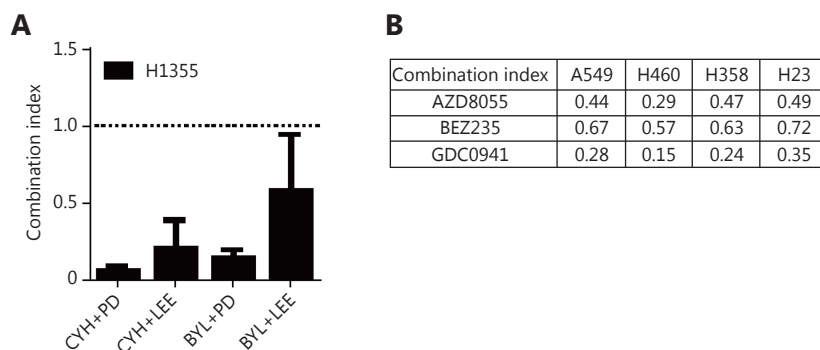 A
B
1.5
1.0
0.5
0
Combination index
H1355
CYH+PD
CYH+LEE
BYL+PD
BYL+LEE
Combination index A549 H460 H358 H23
AZD8055 0.44 0.29 0.47 0.49
BEZ235 0.67 0.57 0.63 0.72
GDC0941 0.28 0.15 0.24 0.35